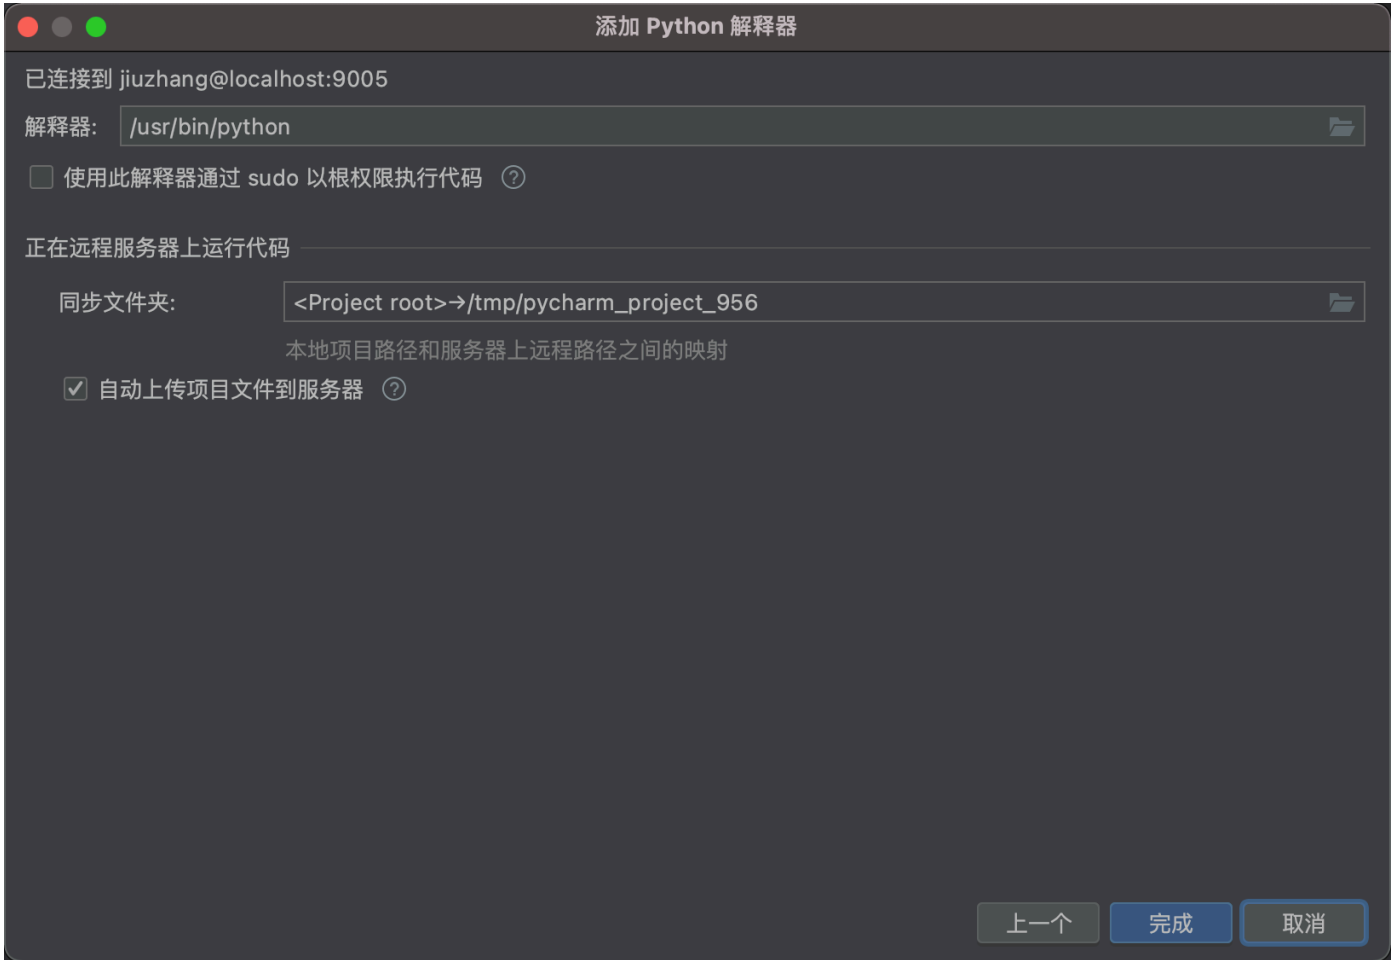 添加 Python 解释器
已连接到 jiuzhang@localhost:9005
解释器: /usr/bin/python
使用此解释器通过 sudo 以根权限执行代码 ?
正在远程服务器上运行代码
同步文件夹: <Project root>→/tmp/pycharm_project_956
本地项目路径和服务器上远程路径之间的映射
自动上传项目文件到服务器 ?
上一个 完成 取消